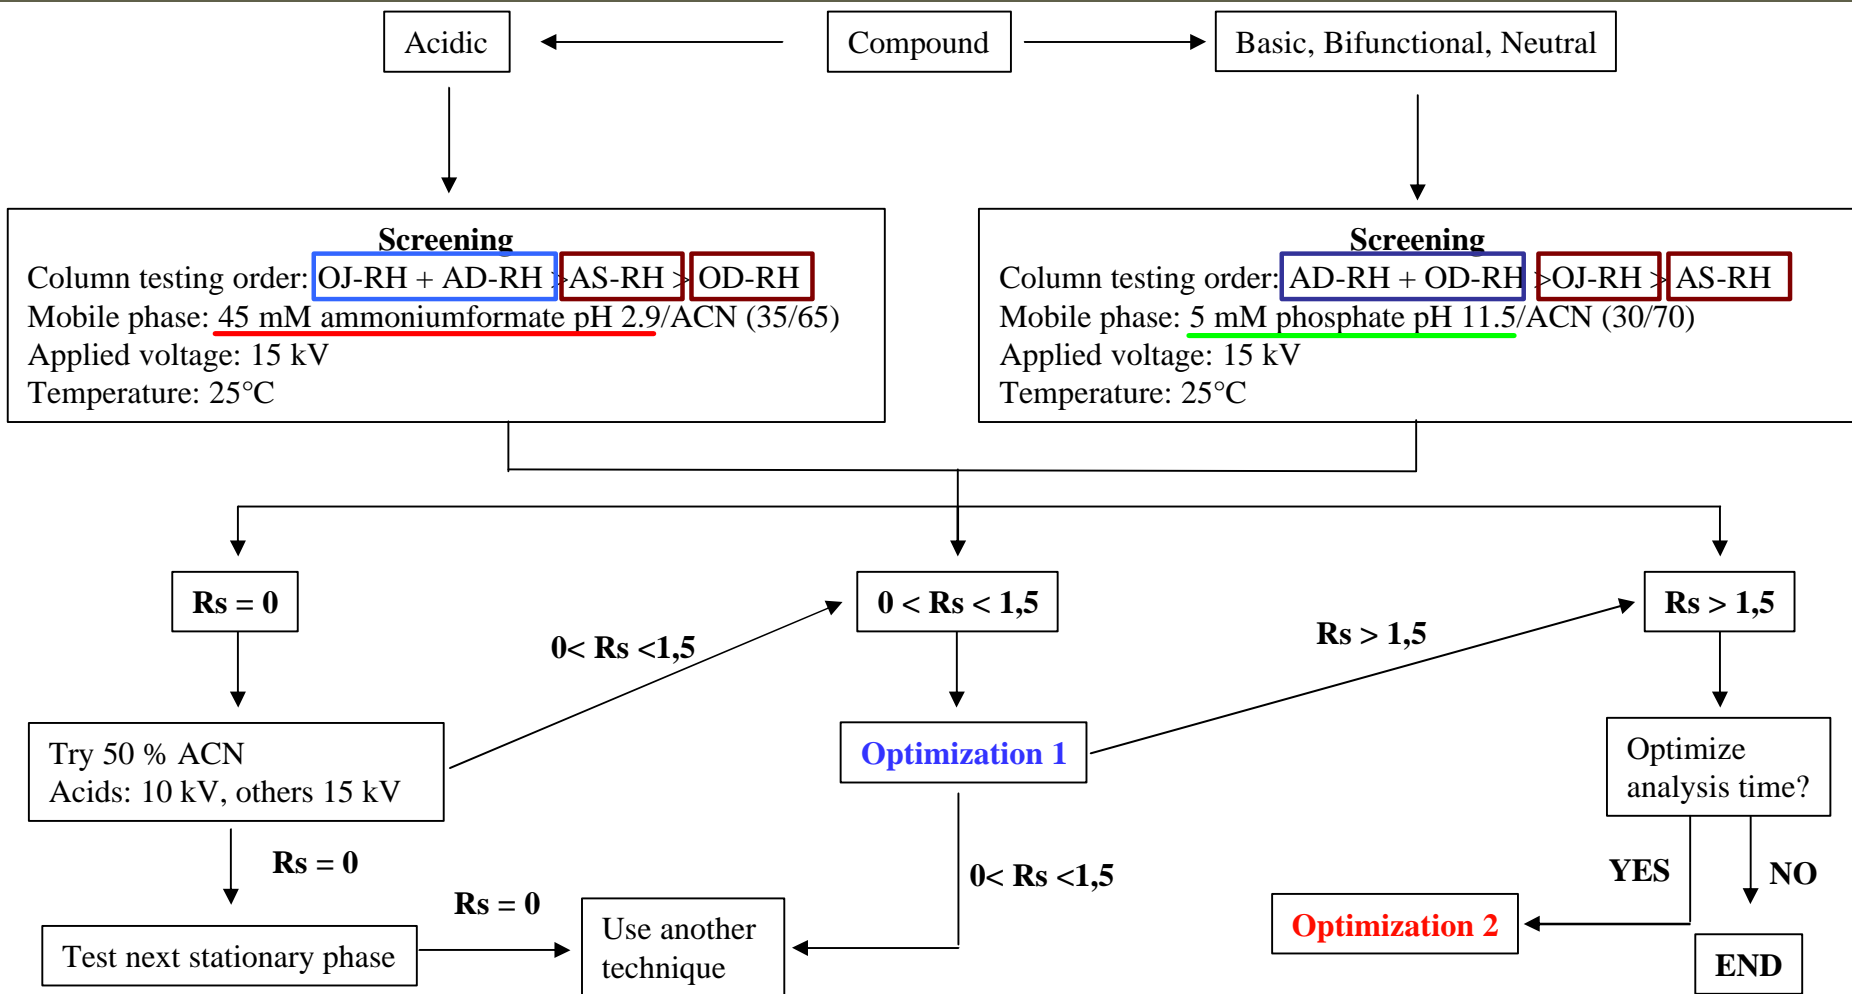 Acidic
Compound
Basic, Bifunctional, Neutral
Screening
Column testing order: OJ-RH + AD-RH >AS-RH > OD-RH
Mobile phase: 45 mM ammoniumformate pH 2.9/ACN (35/65)
Applied voltage: 15 kV
Temperature: 25°C
Screening
Column testing order: AD-RH + OD-RH >OJ-RH > AS-RH
Mobile phase: 5 mM phosphate pH 11.5/ACN (30/70)
Applied voltage: 15 kV
Temperature: 25°C
Rs = 0
0 < Rs < 1,5
Rs > 1,5
0< Rs <1,5
Rs > 1,5
Try 50 % ACN
Acids: 10 kV, others 15 kV
Optimization 1
Optimize
analysis time?
Rs = 0
0< Rs <1,5
YES
NO
Rs = 0
Test next stationary phase
Use another
technique
Optimization 2
END